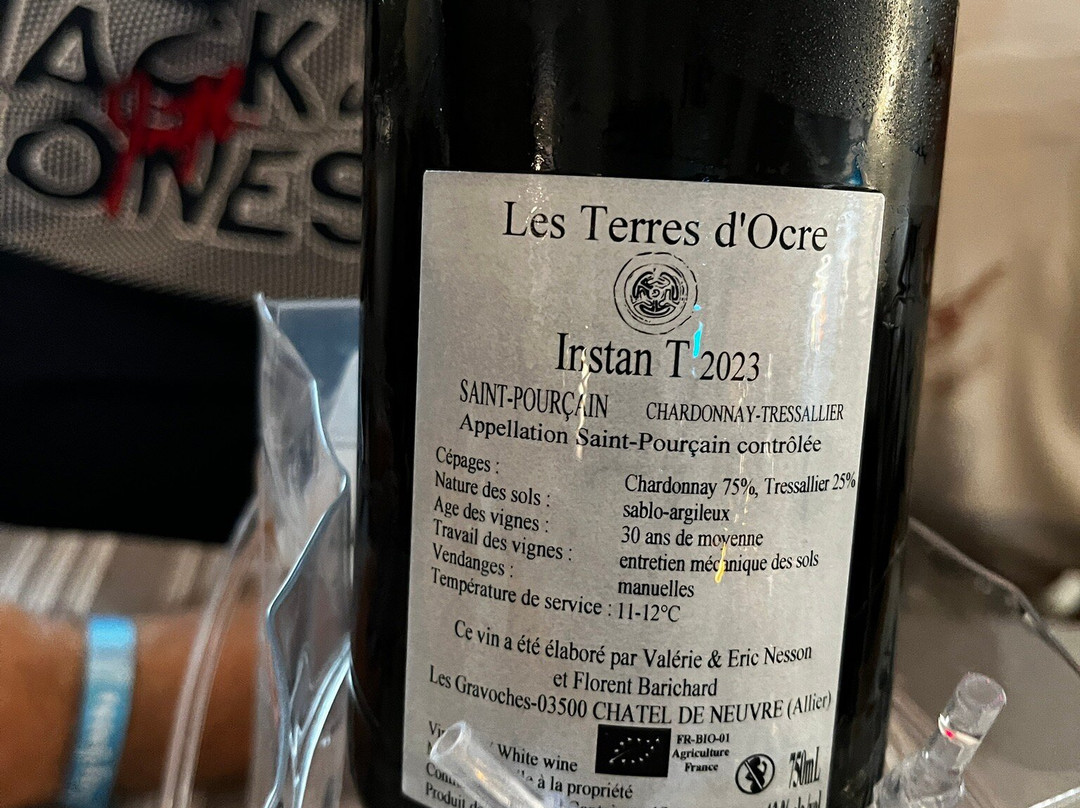 ACK
ONES
Les Terres d'Ocre
Instan T 2023
SAINT-POURÇAIN CHARDONNAY-TRESSALLIER
Appellation Saint-Pourçain contrôlée
Cépages : Chardonnay 75%, Tressallier 25%
Nature des sols : sablo-argileux
Age des vignes : 30 ans de moyenne
Travail des vignes : entretien mécanique des sols
Vendanges : manuelles
Température de service : 11-12°C
Ce vin a été élaboré par Valérie & Eric Nesson
et Florent Barichard
Les Gravoches-03500 CHATEL DE NEUVRE (Allier)
White wine
FR-BIO-01
Agriculture
France
750mL
à la propriété
Produit